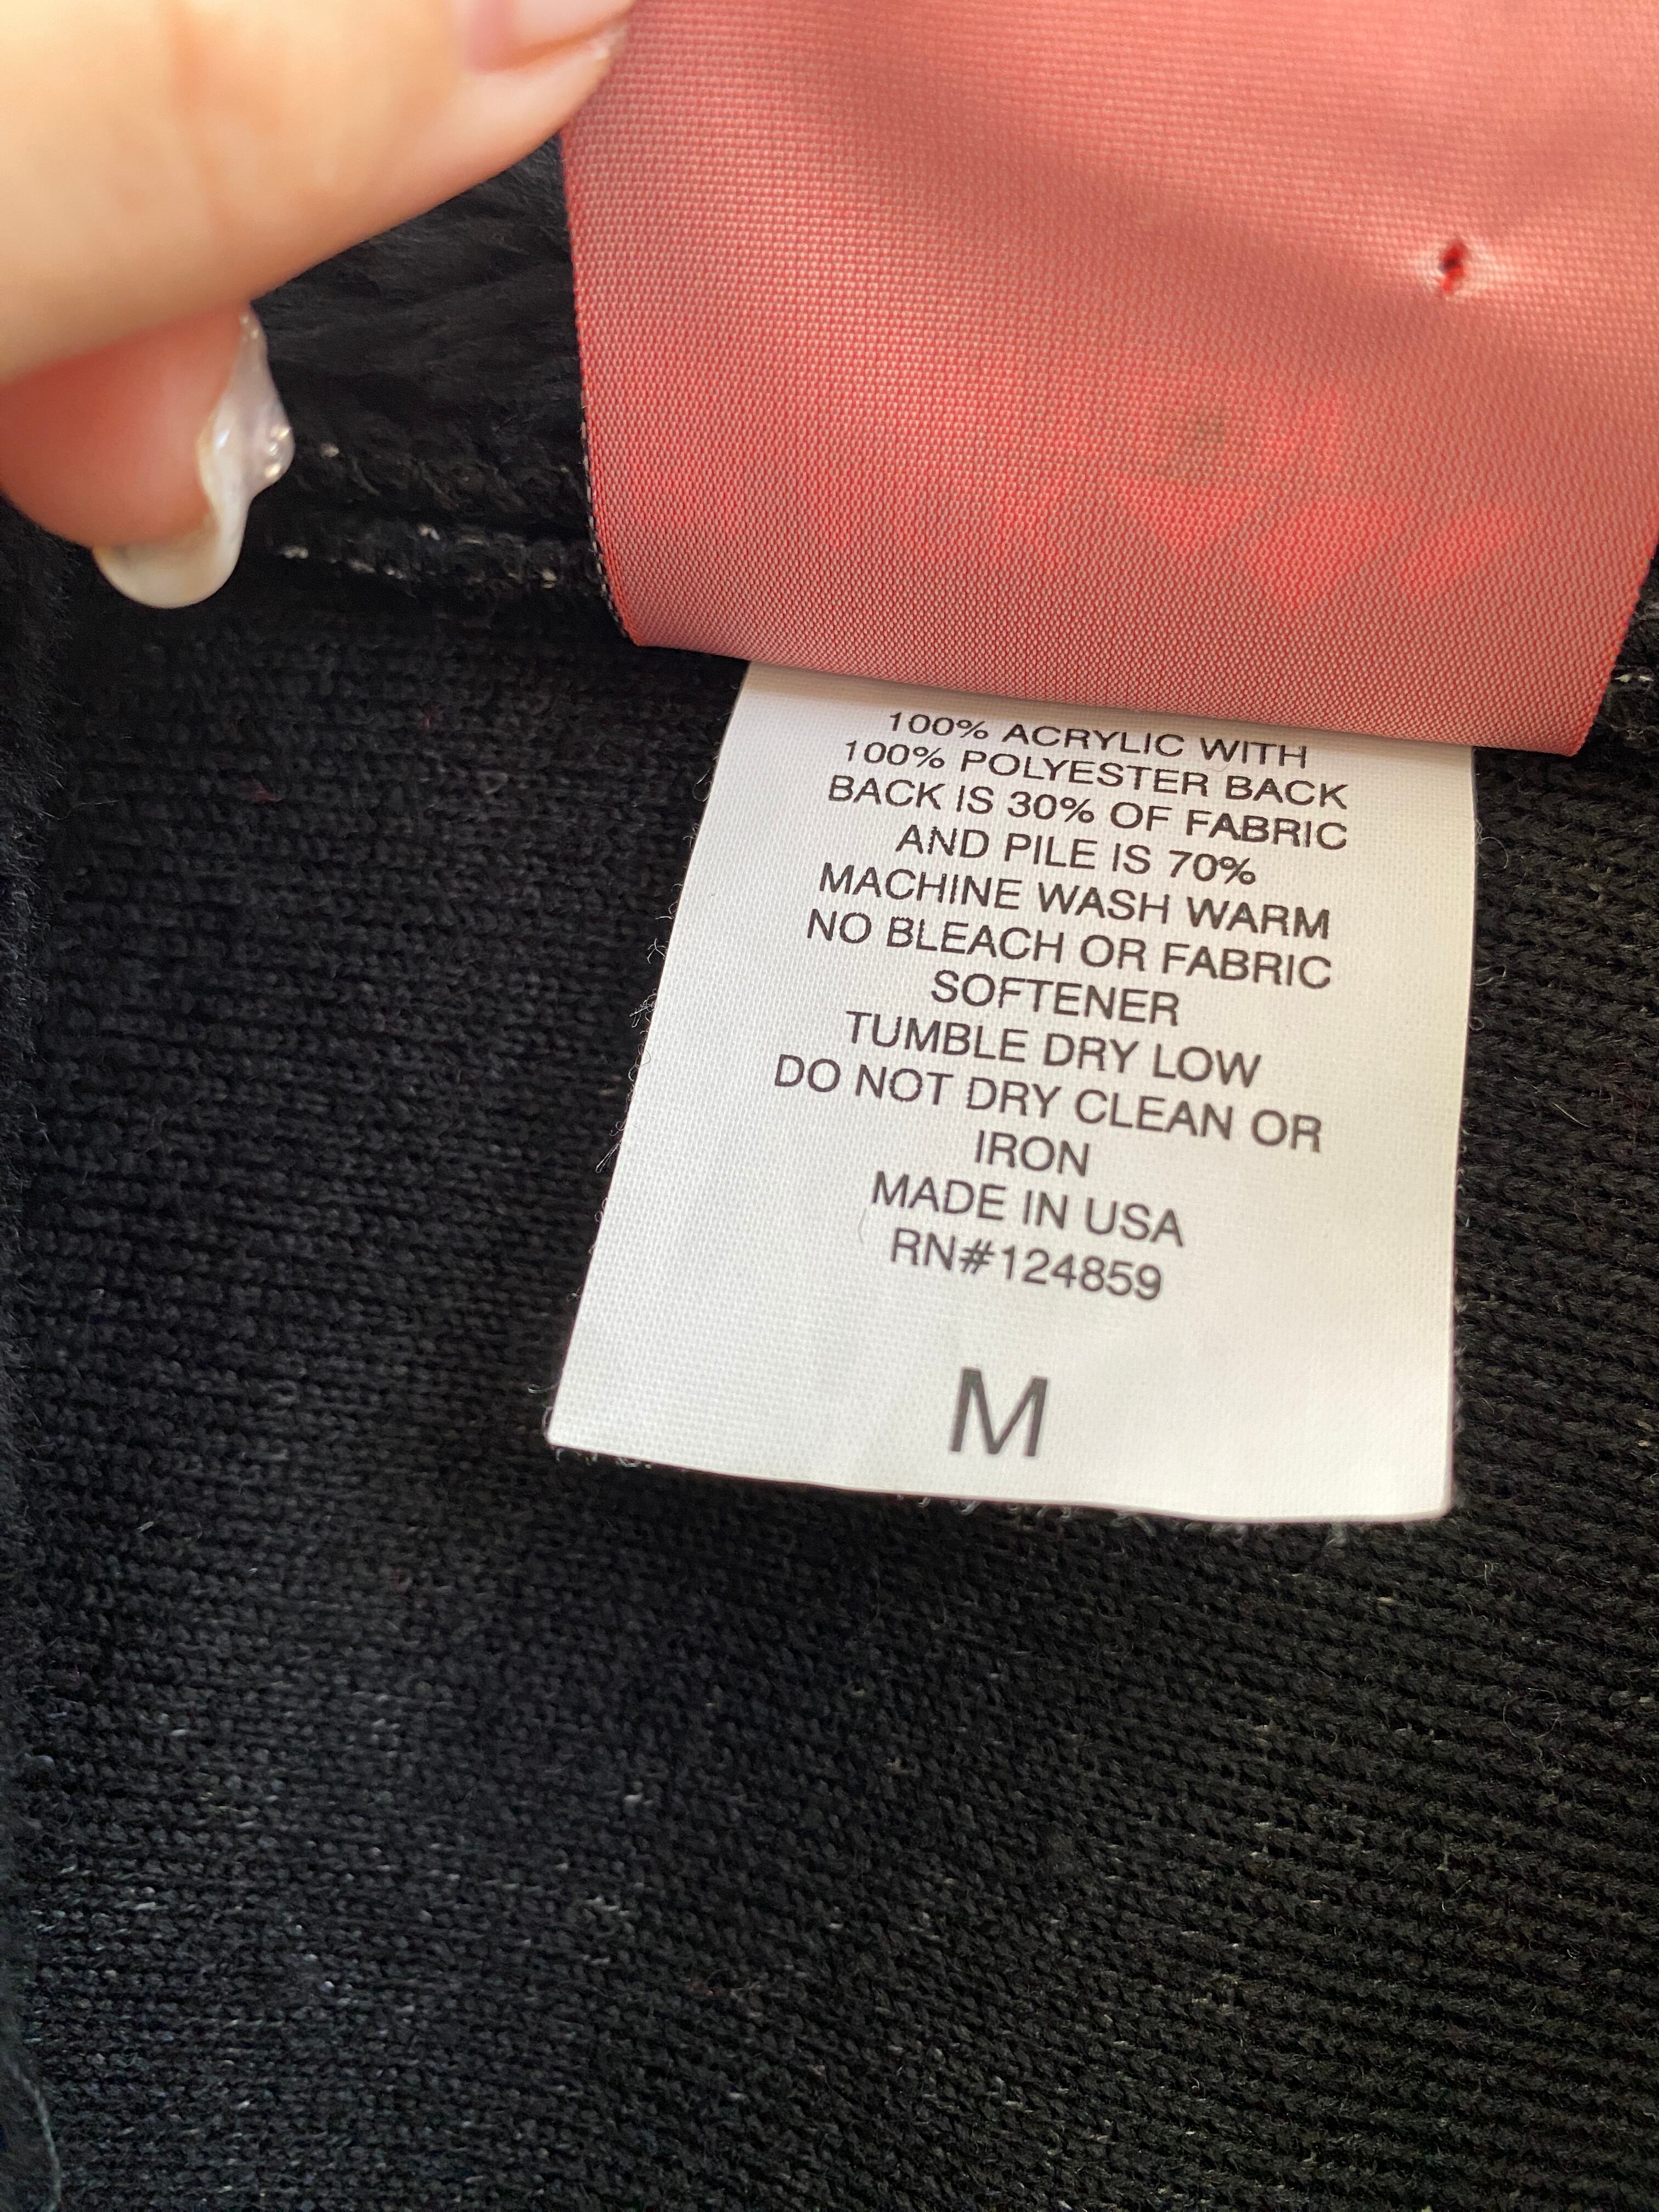 100% ACRYLIC WITH
100% POLYESTER BACK
BACK IS 30% OF FABRIC
AND PILE IS 70%
MACHINE WASH WARM
NO BLEACH OR FABRIC
SOFTENER
TUMBLE DRY LOW
DO NOT DRY CLEAN OR
IRON
MADE IN USA
RN#124859
M